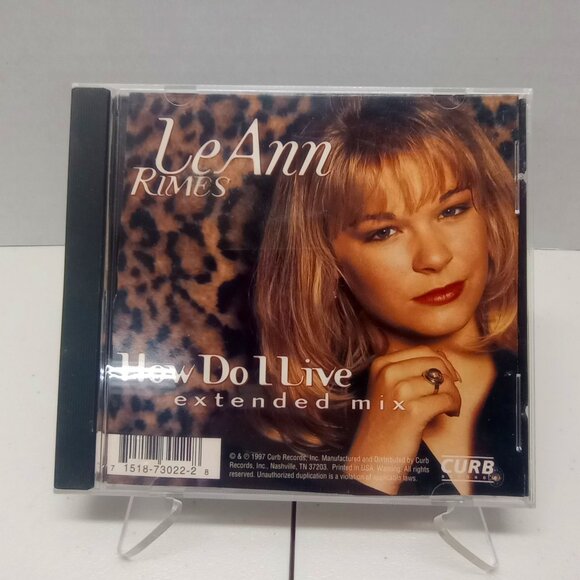 LeAnn
RIMES
How Do I Live
extended mix
7 1518-73022-2 8
© & ℗ 1997 Curb Records, Inc. Manufactured and Distributed by Curb
Records, Inc., Nashville, TN 37203. Printed in USA. Warning. All rights
reserved. Unauthorized duplication is a violation of applicable laws.
CURB
RECORDS